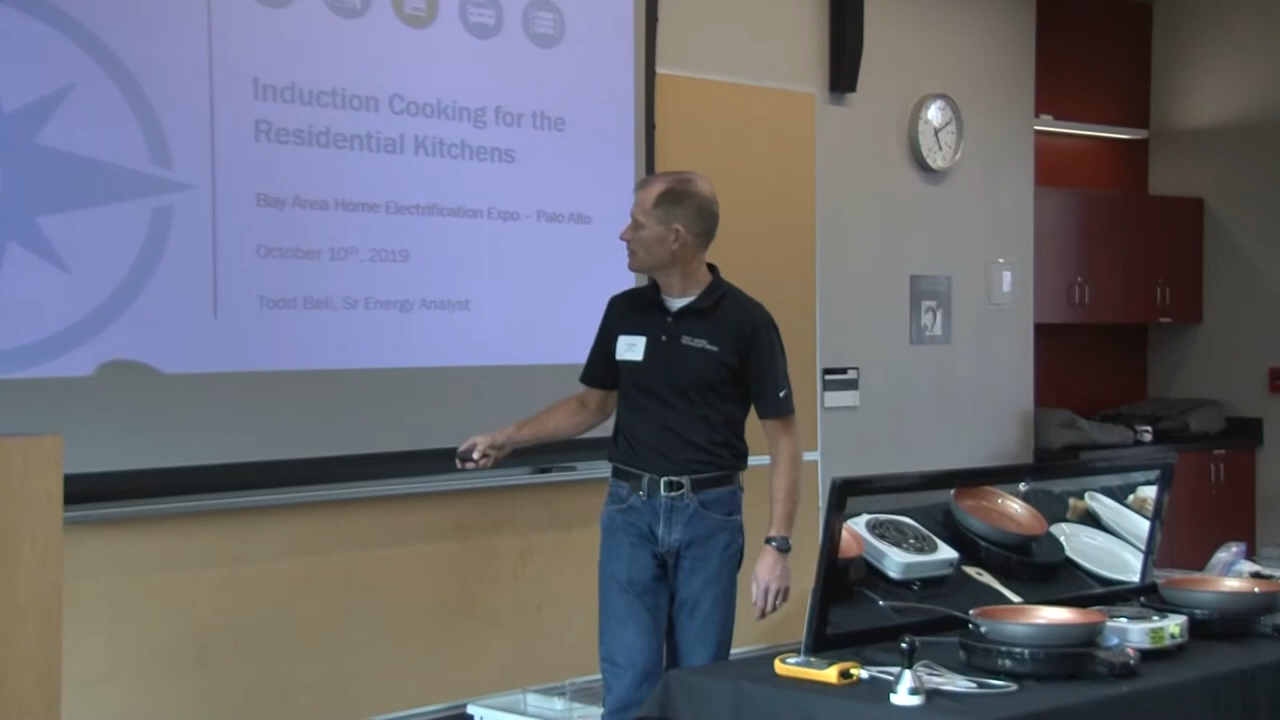 Induction Cooking for the
Residential Kitchens
Bay Area Home Electrification Expo – Palo Alto
October 10th, 2019
Todd Bell, Sr Energy Analyst